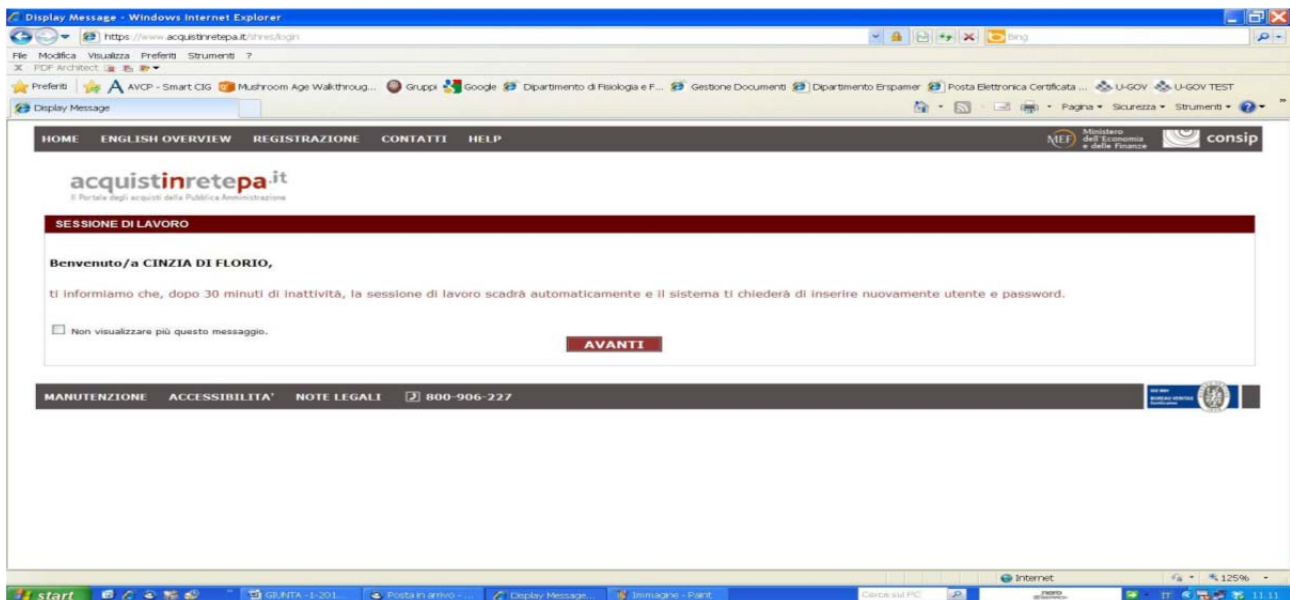 Display Message - Windows Internet Explorer
https://www.acquistinretepa.it/shres/login
Bing
File Modifica Visualizza Preferiti Strumenti ?
X PDF Architect
Preferiti AVCP - Smart CIG Mushroom Age Walkthroug... Gruppi Google Dipartimento di Fisiologia e F... Gestione Documenti Dipartimento Erspamer Posta Elettronica Certificata ... U-GOV U-GOV TEST
Display Message Pagina Sicurezza Strumenti
HOME ENGLISH OVERVIEW REGISTRAZIONE CONTATTI HELP MEF Ministero dell'Economia e delle Finanze consip
acquistinretepa.it
Il Portale degli acquisti della Pubblica Amministrazione
SESSIONE DI LAVORO
Benvenuto/a CINZIA DI FLORIO,
ti informiamo che, dopo 30 minuti di inattività, la sessione di lavoro scadrà automaticamente e il sistema ti chiederà di inserire nuovamente utente e password.
Non visualizzare più questo messaggio.
AVANTI
MANUTENZIONE ACCESSIBILITA' NOTE LEGALI 800-906-227
BUREAU VERITAS
Certification
Internet 125%
start GIUNTA -1-201... Posta in arrivo - ... Display Message... Immagine - Paint Cerca sul PC nero IT 11.11